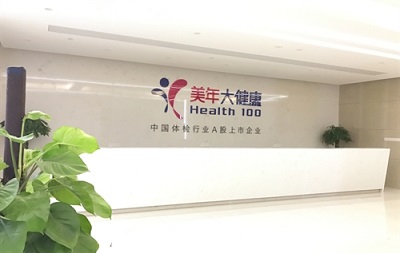 美年大健康
Health 100
中国体检行业A股上市企业